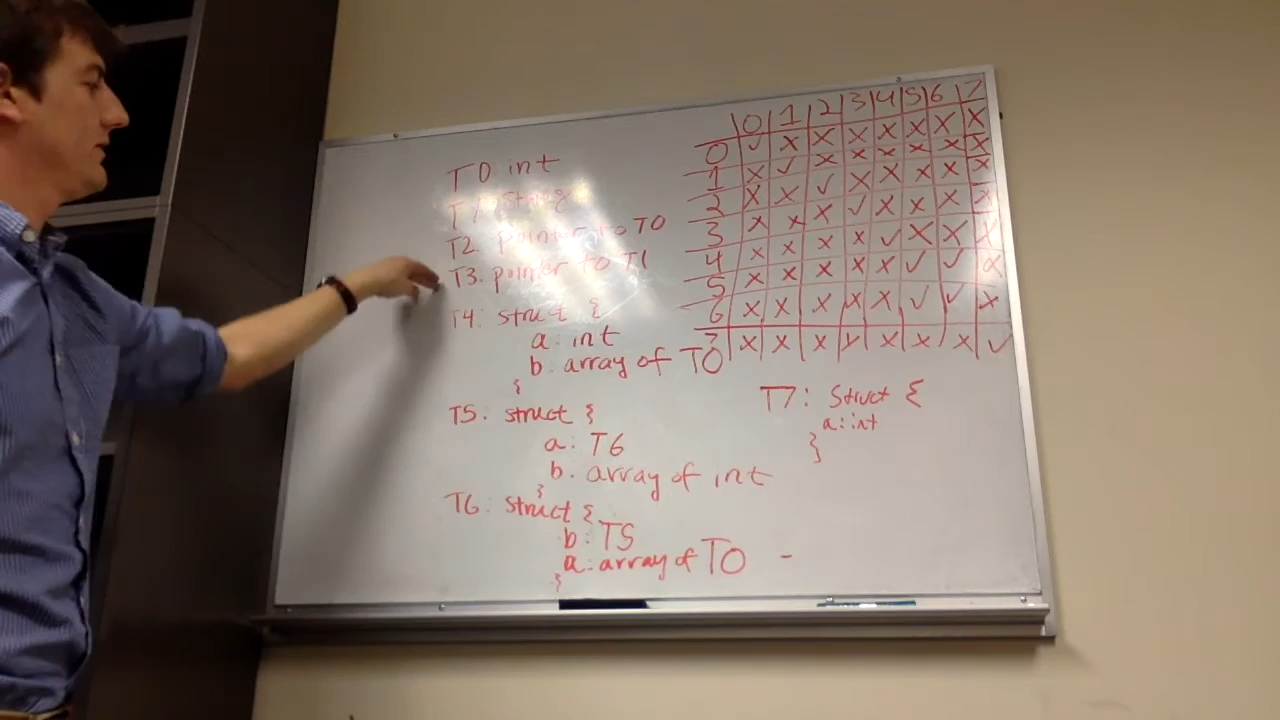 T0 int
T1 string
T2: pointer to T0
T3: pointer to T1
T4: struct {
a: int
b: array of T0
}
T5: struct {
a: T6
b: array of int
}
T6: struct {
b: T5
a: array of T0 -
}
0 1 2 3 4 5 6 7
0 ✓ X X X X X X X
1 X ✓ X X X X X X
2 X X ✓ X X X X X
3 X X X ✓ X X X X
4 X X X X ✓ X X X
5 X X X X X ✓ ✓ X
6 X X X X X ✓ ✓ X
7 X X X X X X X ✓
T7: Struct {
a: int
}